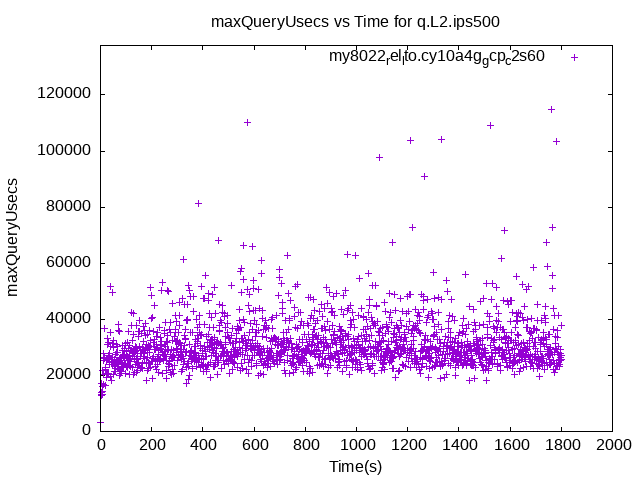 maxQueryUsecs vs Time for q.L2.ips500
my8022rellto.cy10a4ggcpc2s60
maxQueryUsecs
120000
100000
80000
60000
40000
20000
0
0 200 400 600 800 1000 1200 1400 1600 1800 2000
Time(s)